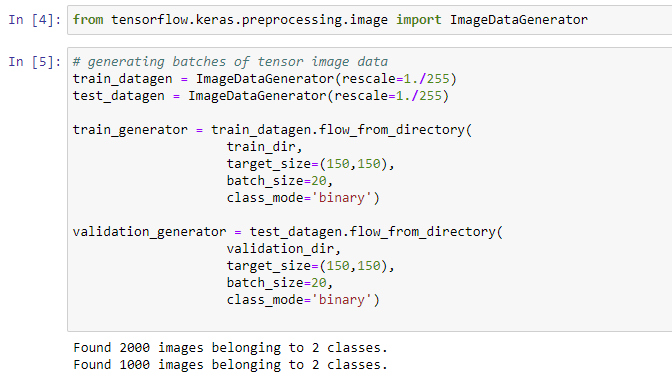 In [4]: from tensorflow.keras.preprocessing.image import ImageDataGenerator
In [5]: # generating batches of tensor image data
train_datagen = ImageDataGenerator(rescale=1./255)
test_datagen = ImageDataGenerator(rescale=1./255)
train_generator = train_datagen.flow_from_directory(
train_dir,
target_size=(150,150),
batch_size=20,
class_mode='binary')
validation_generator = test_datagen.flow_from_directory(
validation_dir,
target_size=(150,150),
batch_size=20,
class_mode='binary')
Found 2000 images belonging to 2 classes.
Found 1000 images belonging to 2 classes.